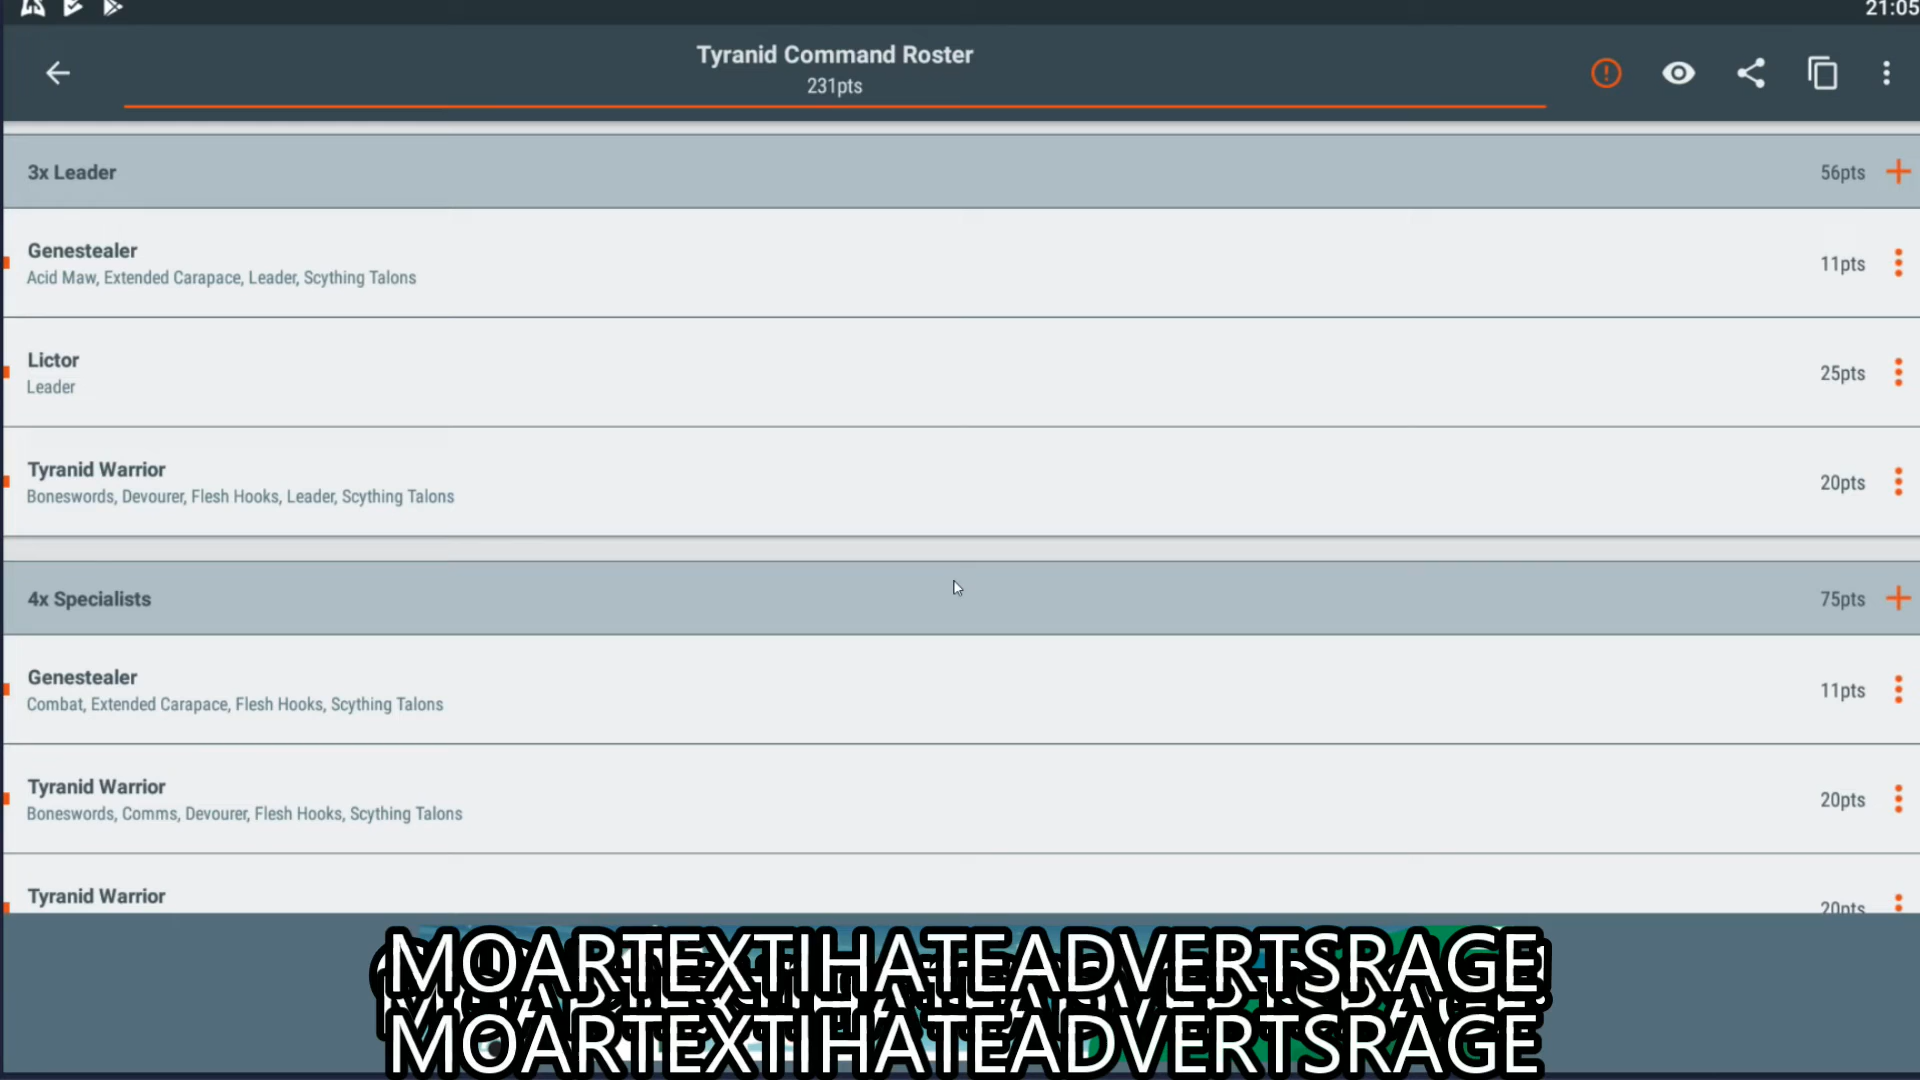 21:05
Tyranid Command Roster
231pts
3x Leader 56pts
Genestealer
Acid Maw, Extended Carapace, Leader, Scything Talons
11pts
Lictor
Leader
25pts
Tyranid Warrior
Boneswords, Devourer, Flesh Hooks, Leader, Scything Talons
20pts
4x Specialists 75pts
Genestealer
Combat, Extended Carapace, Flesh Hooks, Scything Talons
11pts
Tyranid Warrior
Boneswords, Comms, Devourer, Flesh Hooks, Scything Talons
20pts
Tyranid Warrior
20pts
MOARTEXTIHATEADVERTSRAGE
MOARTEXTIHATEADVERTSRAGE